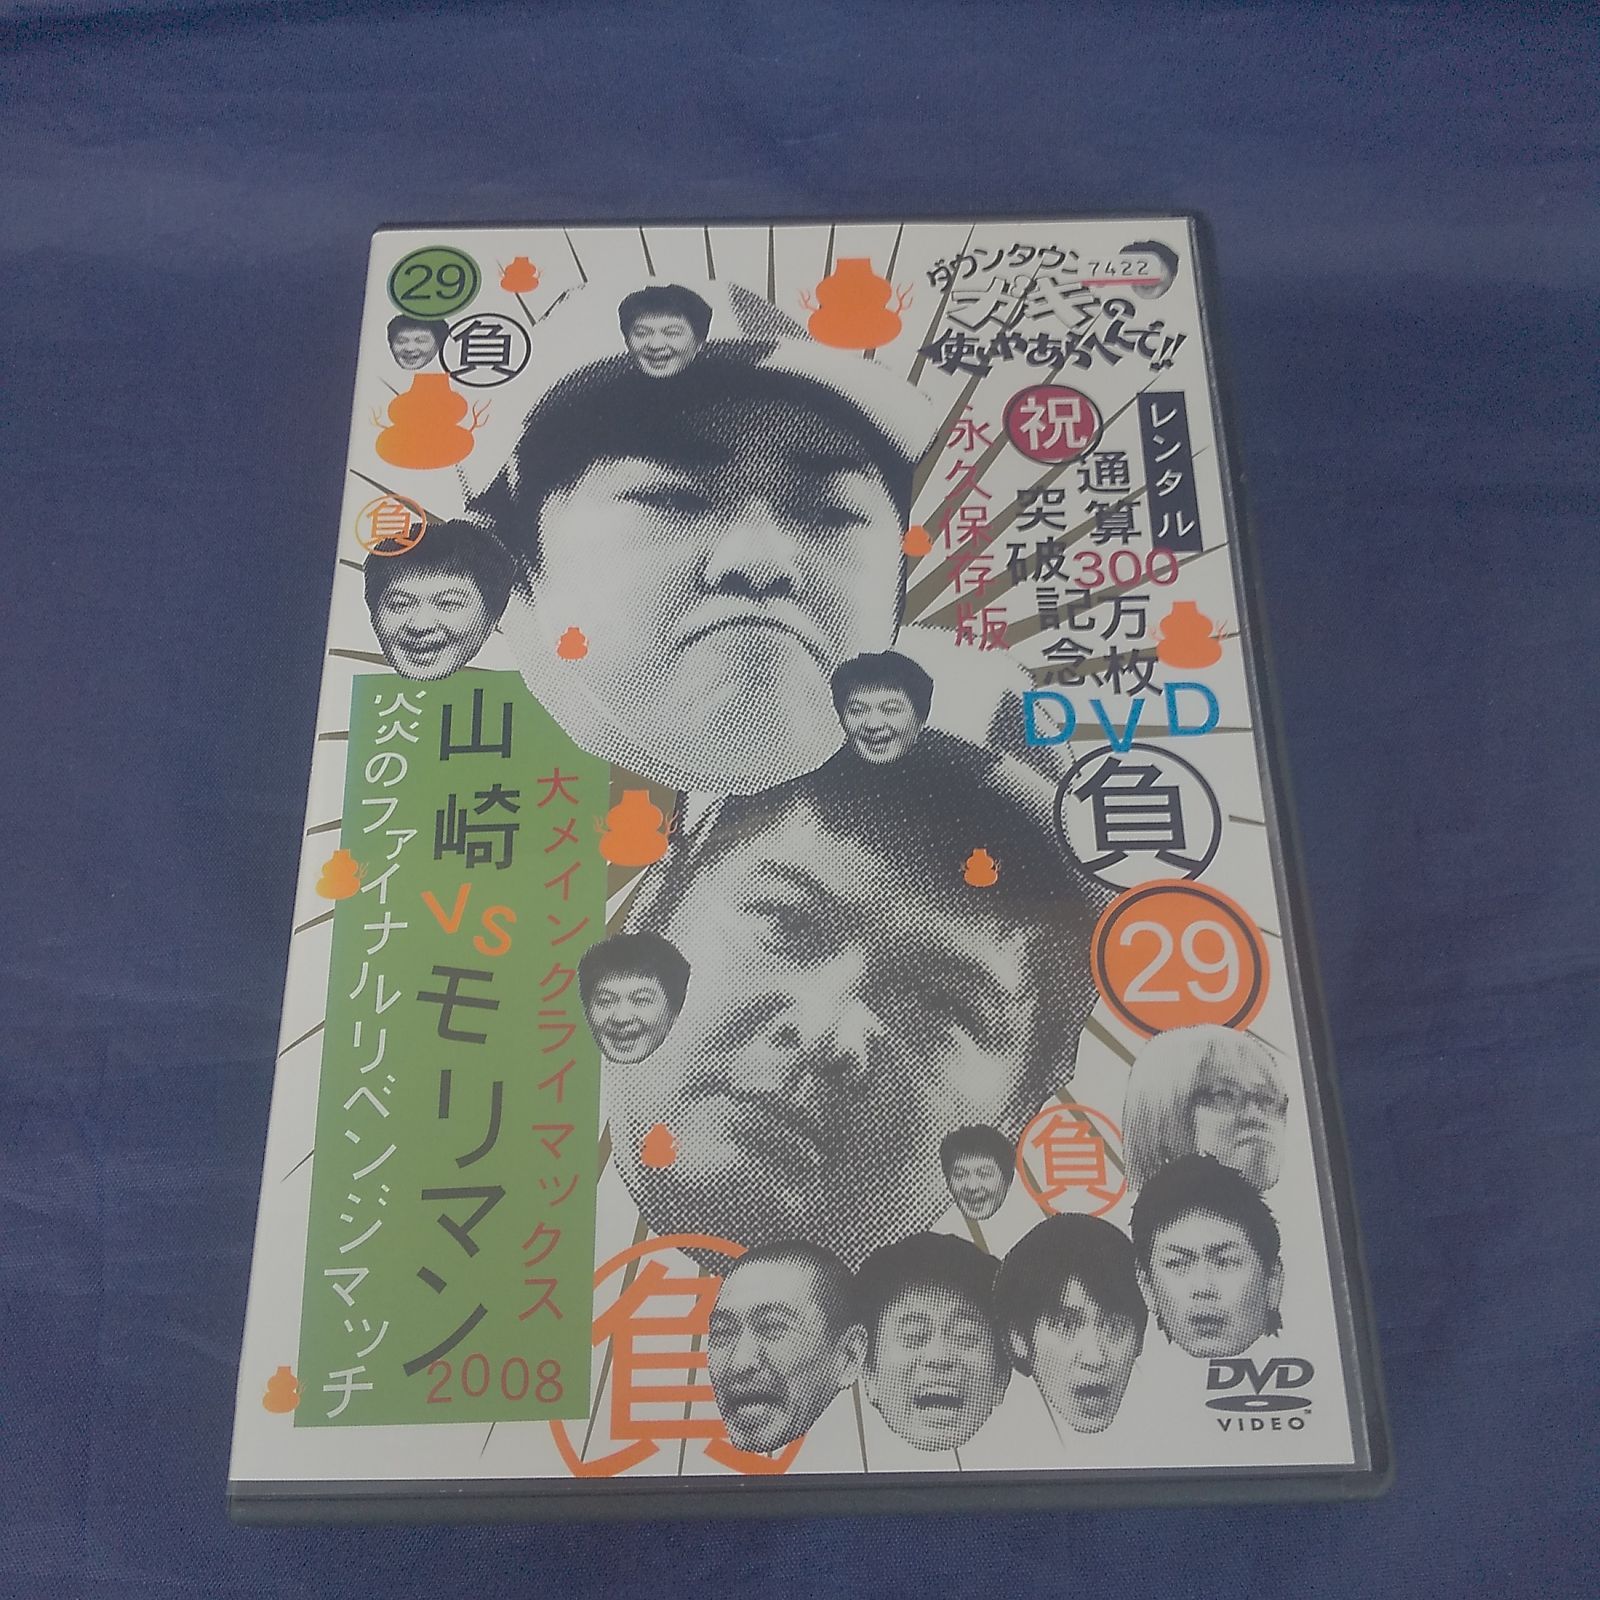 29
負
ダウンタウン
7422
ガキの
使いやあらへんで!!
レンタル
祝
通算300万枚
突破記念
DVD
永久保存版
負
負
29
大メインクライマックス
山崎vsモリマン
炎のファイナルリベンジマッチ
2008
負
負
DVD
VIDEO